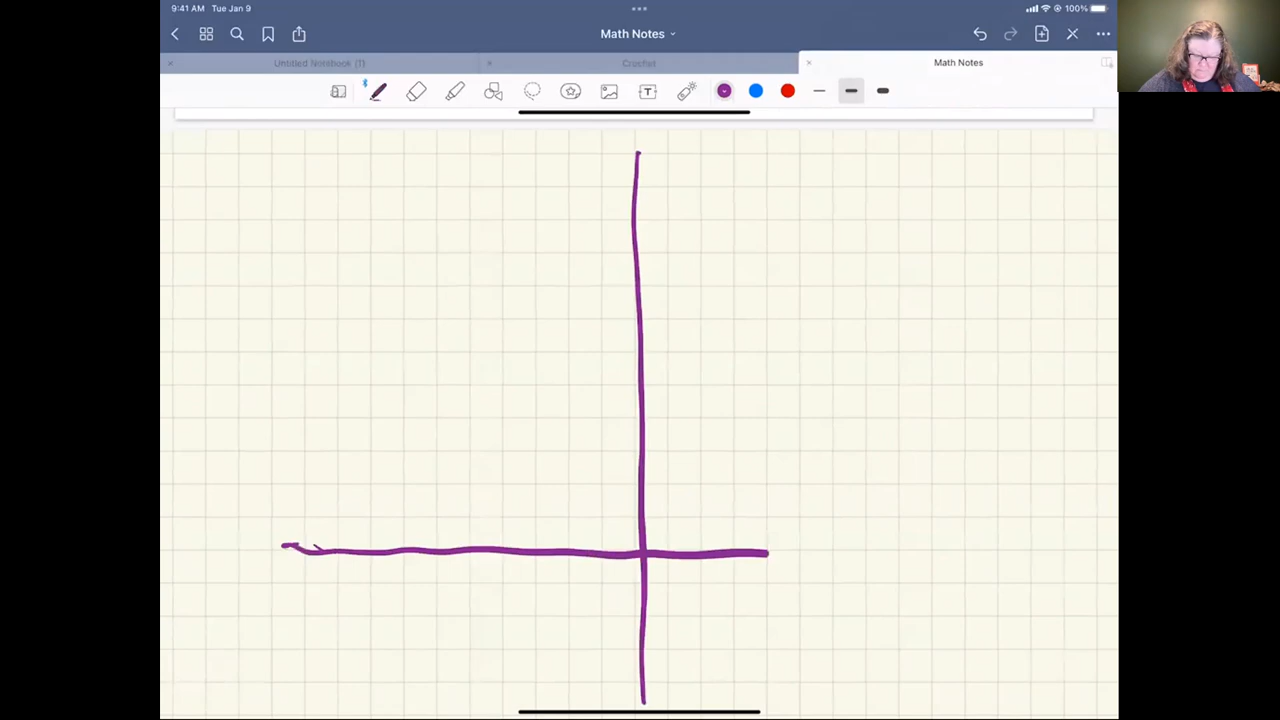 9:41 AM Tue Jan 9
100%
Math Notes
Untitled Notebook (1)
Crochet
Math Notes
T